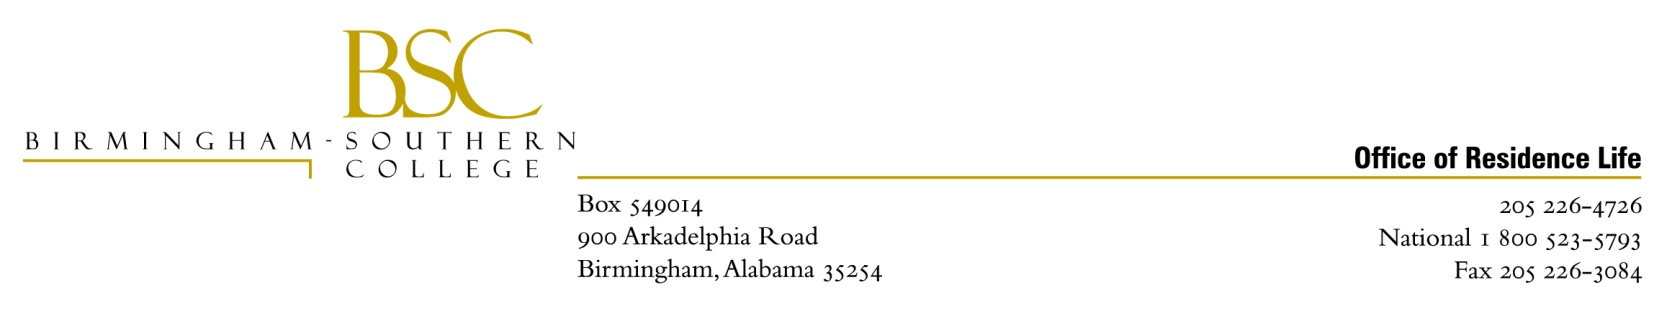 BSC
BIRMINGHAM-SOUTHERN
COLLEGE
Office of Residence Life
Box 549014
900 Arkadelphia Road
Birmingham, Alabama 35254
205 226-4726
National 1 800 523-5793
Fax 205 226-3084